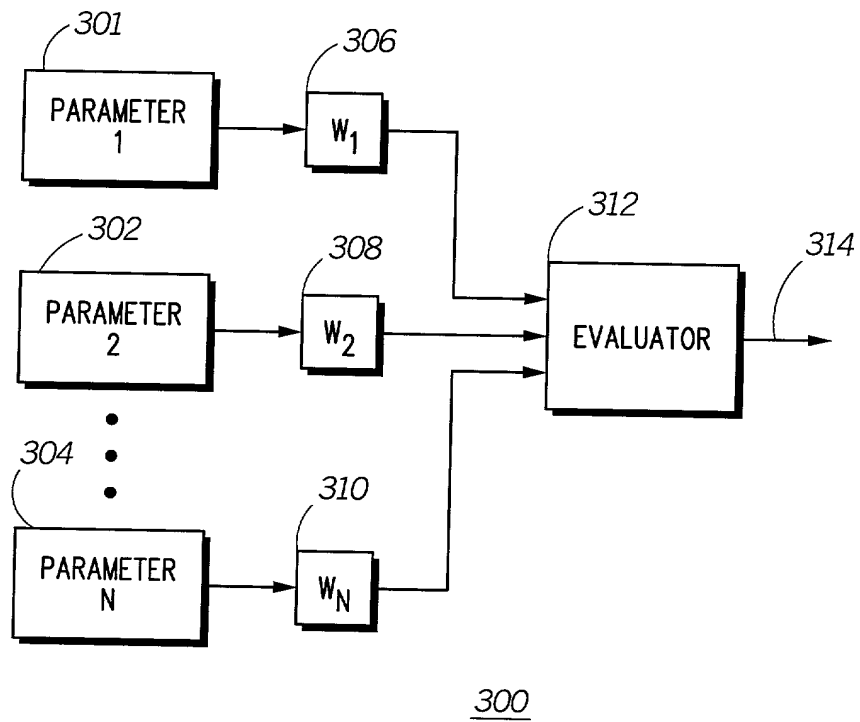 301
306
PARAMETER
1
W1
302
308
312
314
PARAMETER
2
W2
EVALUATOR
304
310
PARAMETER
N
WN
300